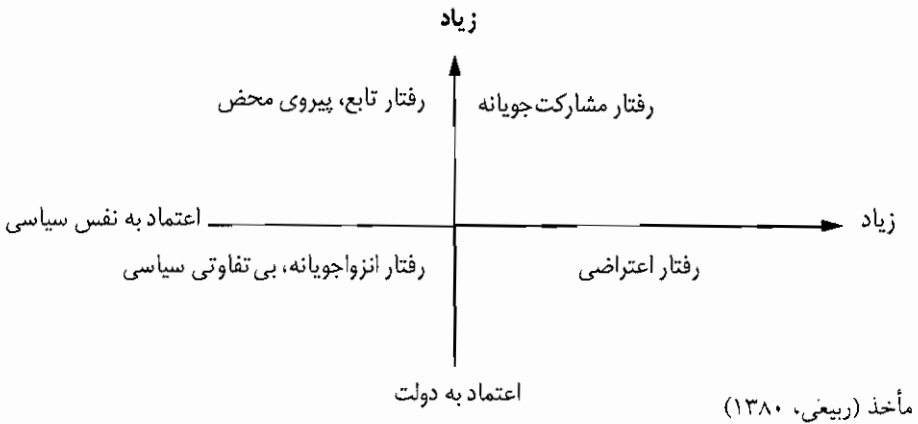 زیاد
رفتار مشارکت‌جویانه
رفتار تابع، پیروی محض
زیاد
اعتماد به نفس سیاسی
رفتار اعتراضی
رفتار انزواجویانه، بی‌تفاوتی سیاسی
اعتماد به دولت
مأخذ (ربیعی، ۱۳۸۰)